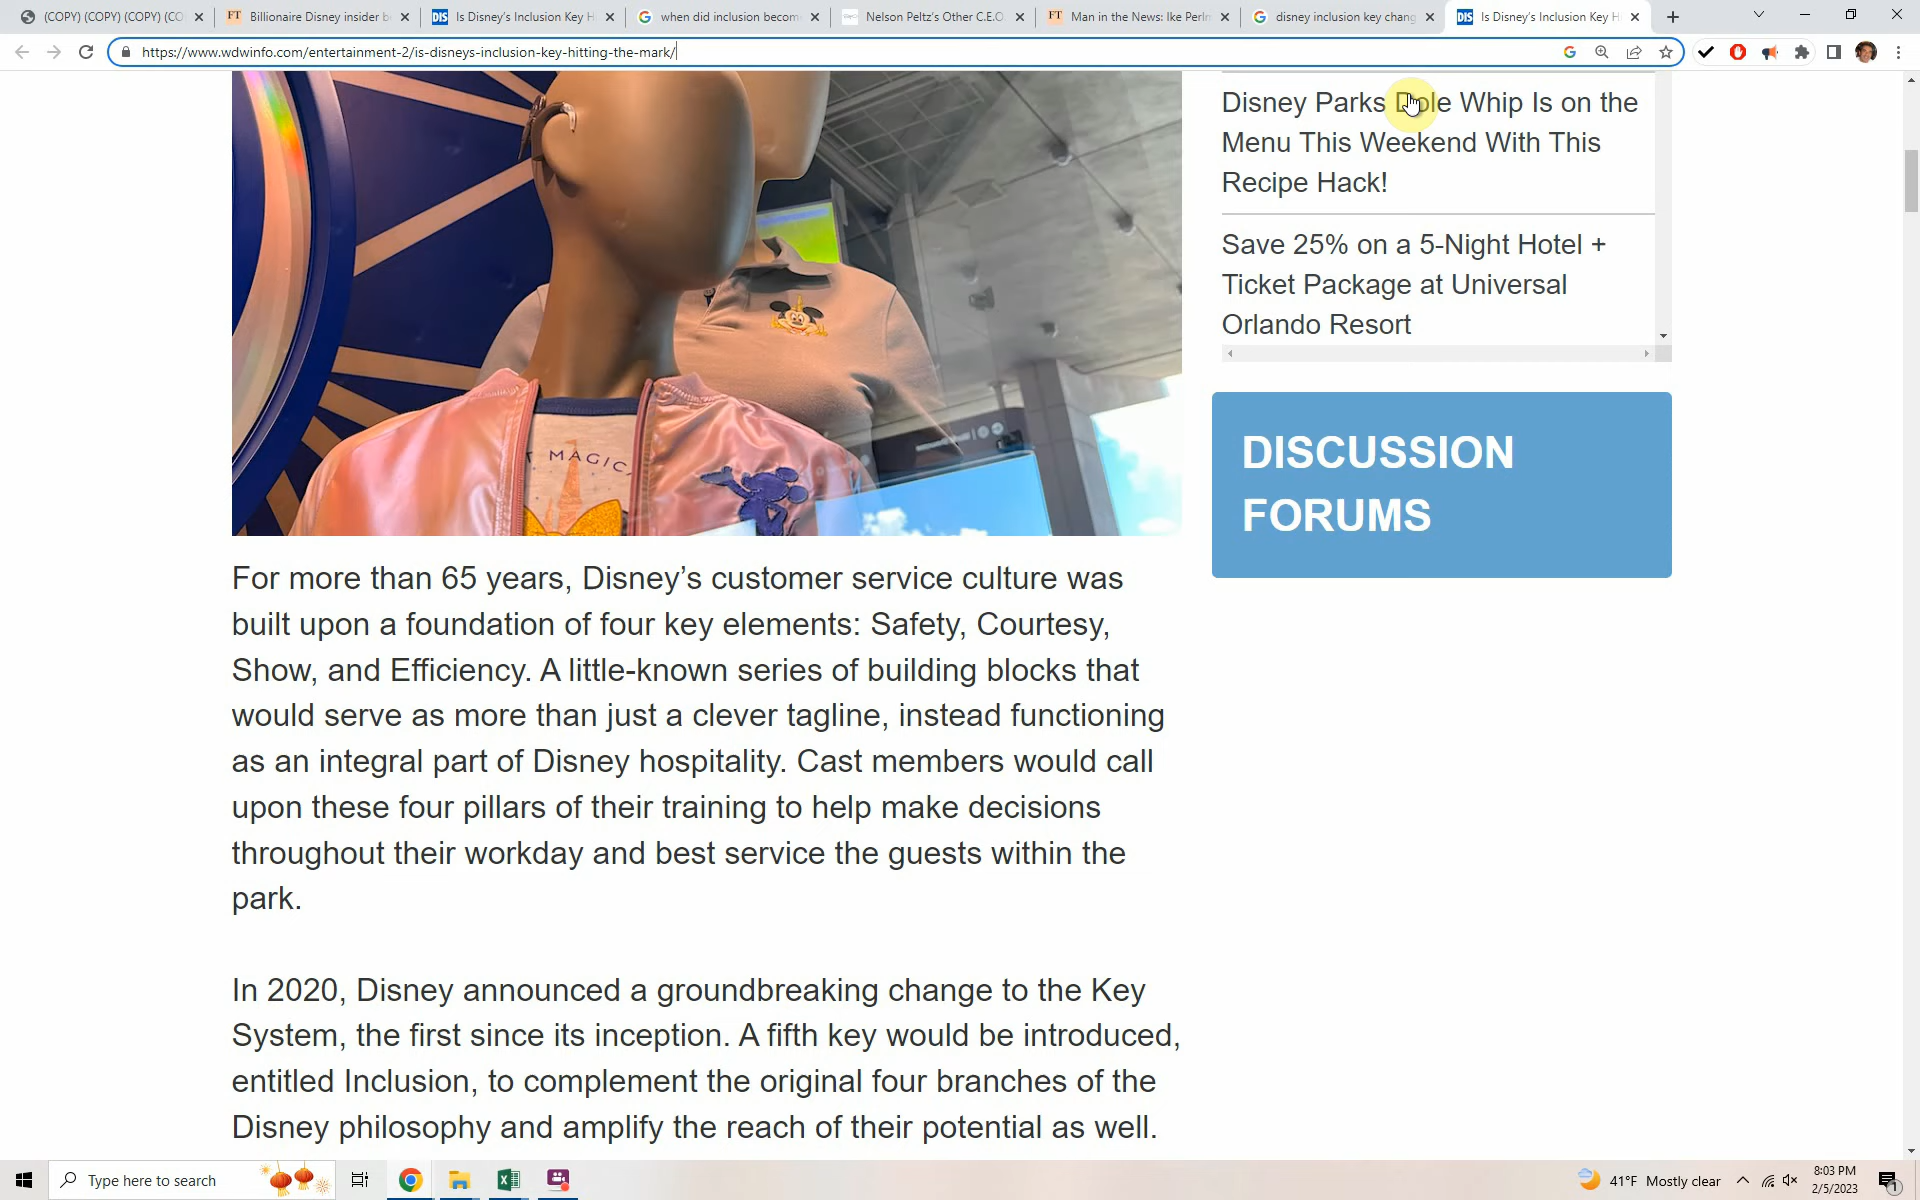 (COPY) (COPY) (COPY) (CO
Billionaire Disney insider b
Is Disney's Inclusion Key H
when did inclusion becom
Nelson Peltz's Other C.E.O.
Man in the News: Ike Perlm
disney inclusion key chang
Is Disney's Inclusion Key H
https://www.wdwinfo.com/entertainment-2/is-disneys-inclusion-key-hitting-the-mark/
MAGIC
Disney Parks Dole Whip Is on the
Menu This Weekend With This
Recipe Hack!
Save 25% on a 5-Night Hotel +
Ticket Package at Universal
Orlando Resort
DISCUSSION
FORUMS
For more than 65 years, Disney's customer service culture was
built upon a foundation of four key elements: Safety, Courtesy,
Show, and Efficiency. A little-known series of building blocks that
would serve as more than just a clever tagline, instead functioning
as an integral part of Disney hospitality. Cast members would call
upon these four pillars of their training to help make decisions
throughout their workday and best service the guests within the
park.
In 2020, Disney announced a groundbreaking change to the Key
System, the first since its inception. A fifth key would be introduced,
entitled Inclusion, to complement the original four branches of the
Disney philosophy and amplify the reach of their potential as well.
Type here to search
41°F Mostly clear
8:03 PM
2/5/2023
1